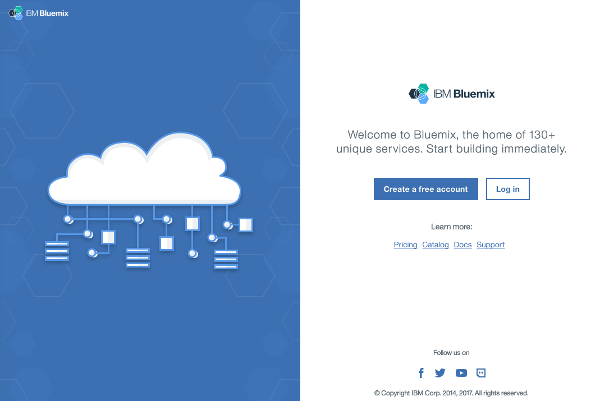 IBM Bluemix
IBM Bluemix
Welcome to Bluemix, the home of 130+
unique services. Start building immediately.
Create a free account
Log in
Learn more:
Pricing Catalog Docs Support
Follow us on
© Copyright IBM Corp. 2014, 2017. All rights reserved.